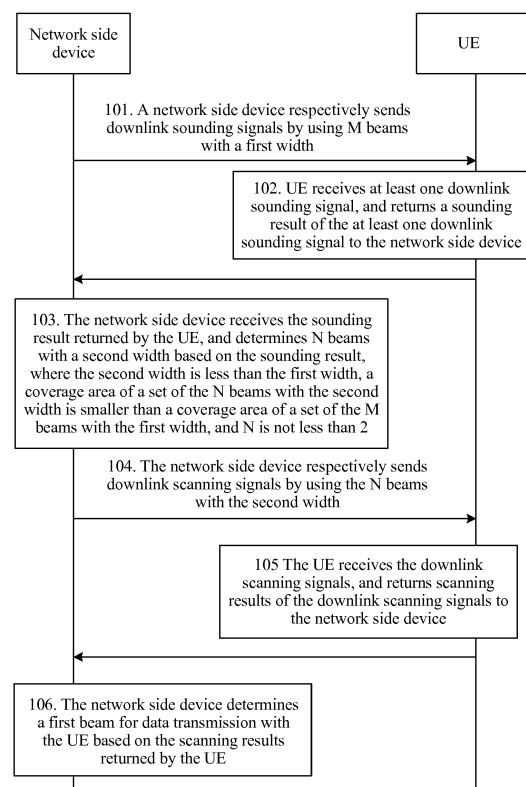 Network side
device
UE
101. A network side device respectively sends
downlink sounding signals by using M beams
with a first width
102. UE receives at least one downlink
sounding signal, and returns a sounding
result of the at least one downlink
sounding signal to the network side device
103. The network side device receives the sounding
result returned by the UE, and determines N beams
with a second width based on the sounding result,
where the second width is less than the first width, a
coverage area of a set of the N beams with the second
width is smaller than a coverage area of a set of the M
beams with the first width, and N is not less than 2
104. The network side device respectively sends
downlink scanning signals by using the N beams
with the second width
105 The UE receives the downlink
scanning signals, and returns scanning
results of the downlink scanning signals to
the network side device
106. The network side device determines
a first beam for data transmission with
the UE based on the scanning results
returned by the UE